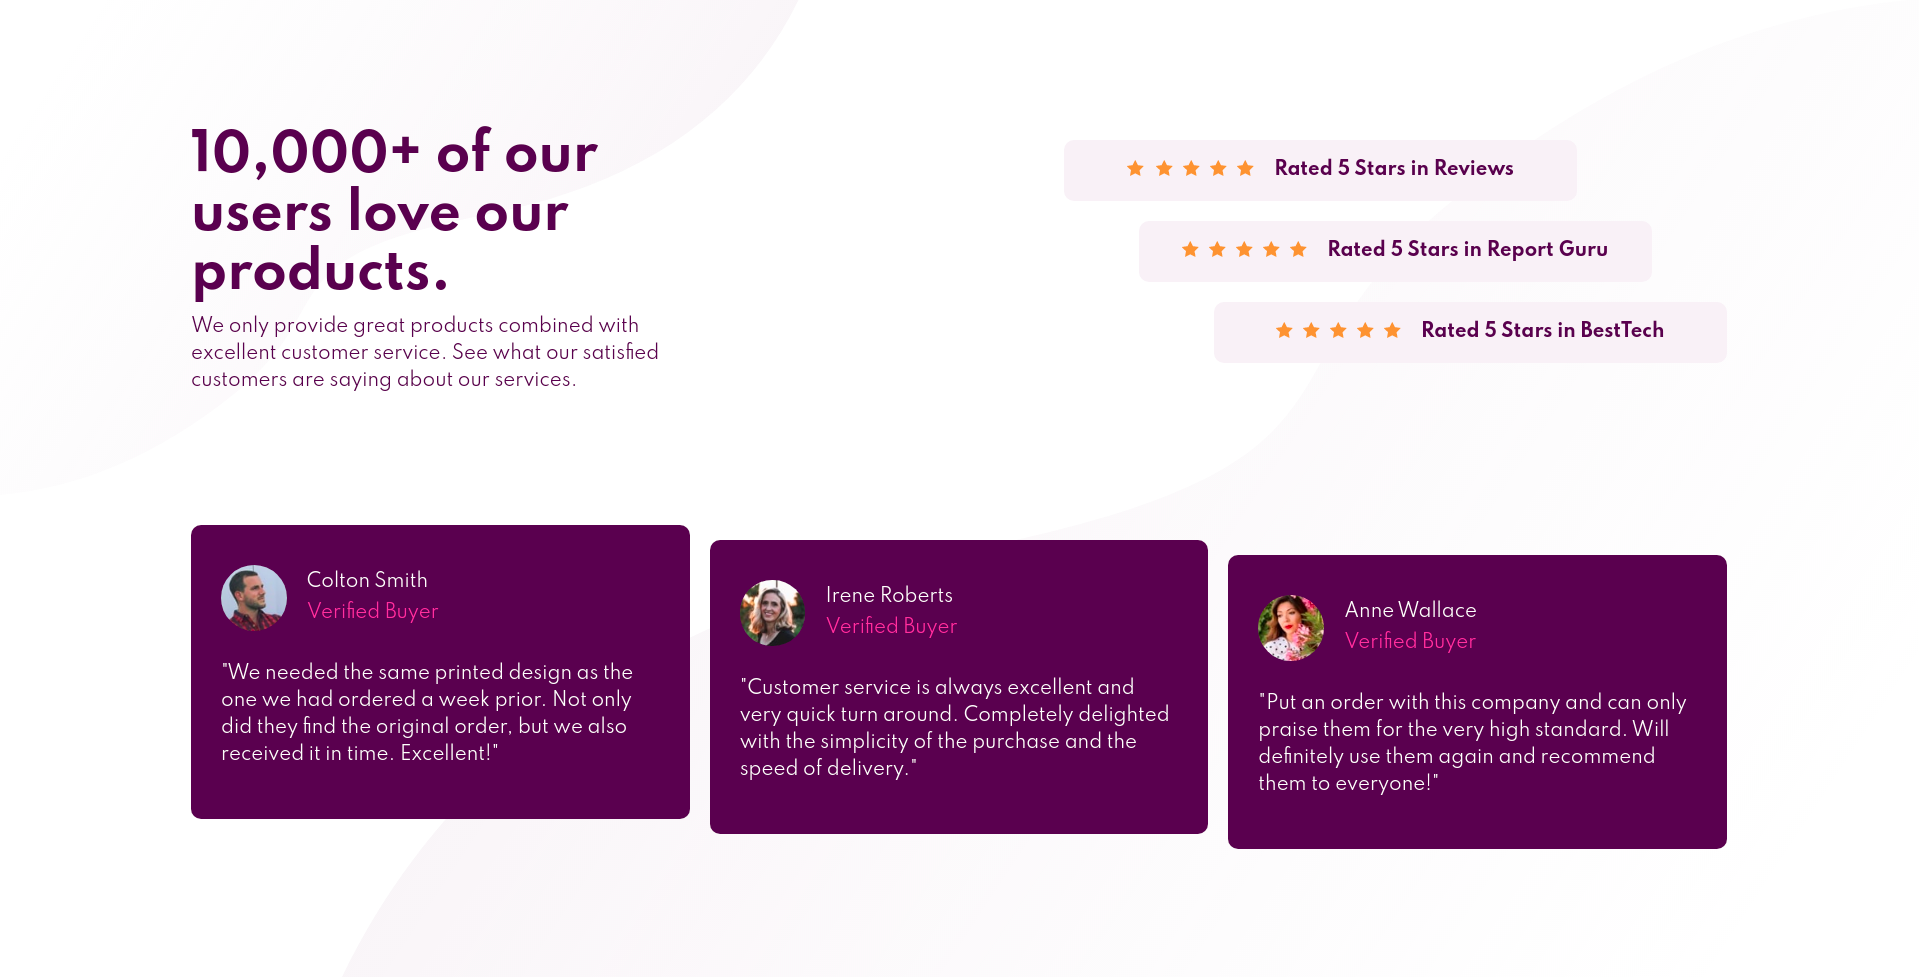 10,000+ of our
users love our
products.
We only provide great products combined with
excellent customer service. See what our satisfied
customers are saying about our services.
Rated 5 Stars in Reviews
Rated 5 Stars in Report Guru
Rated 5 Stars in BestTech
Colton Smith
Verified Buyer
"We needed the same printed design as the
one we had ordered a week prior. Not only
did they find the original order, but we also
received it in time. Excellent!"
Irene Roberts
Verified Buyer
"Customer service is always excellent and
very quick turn around. Completely delighted
with the simplicity of the purchase and the
speed of delivery."
Anne Wallace
Verified Buyer
"Put an order with this company and can only
praise them for the very high standard. Will
definitely use them again and recommend
them to everyone!"